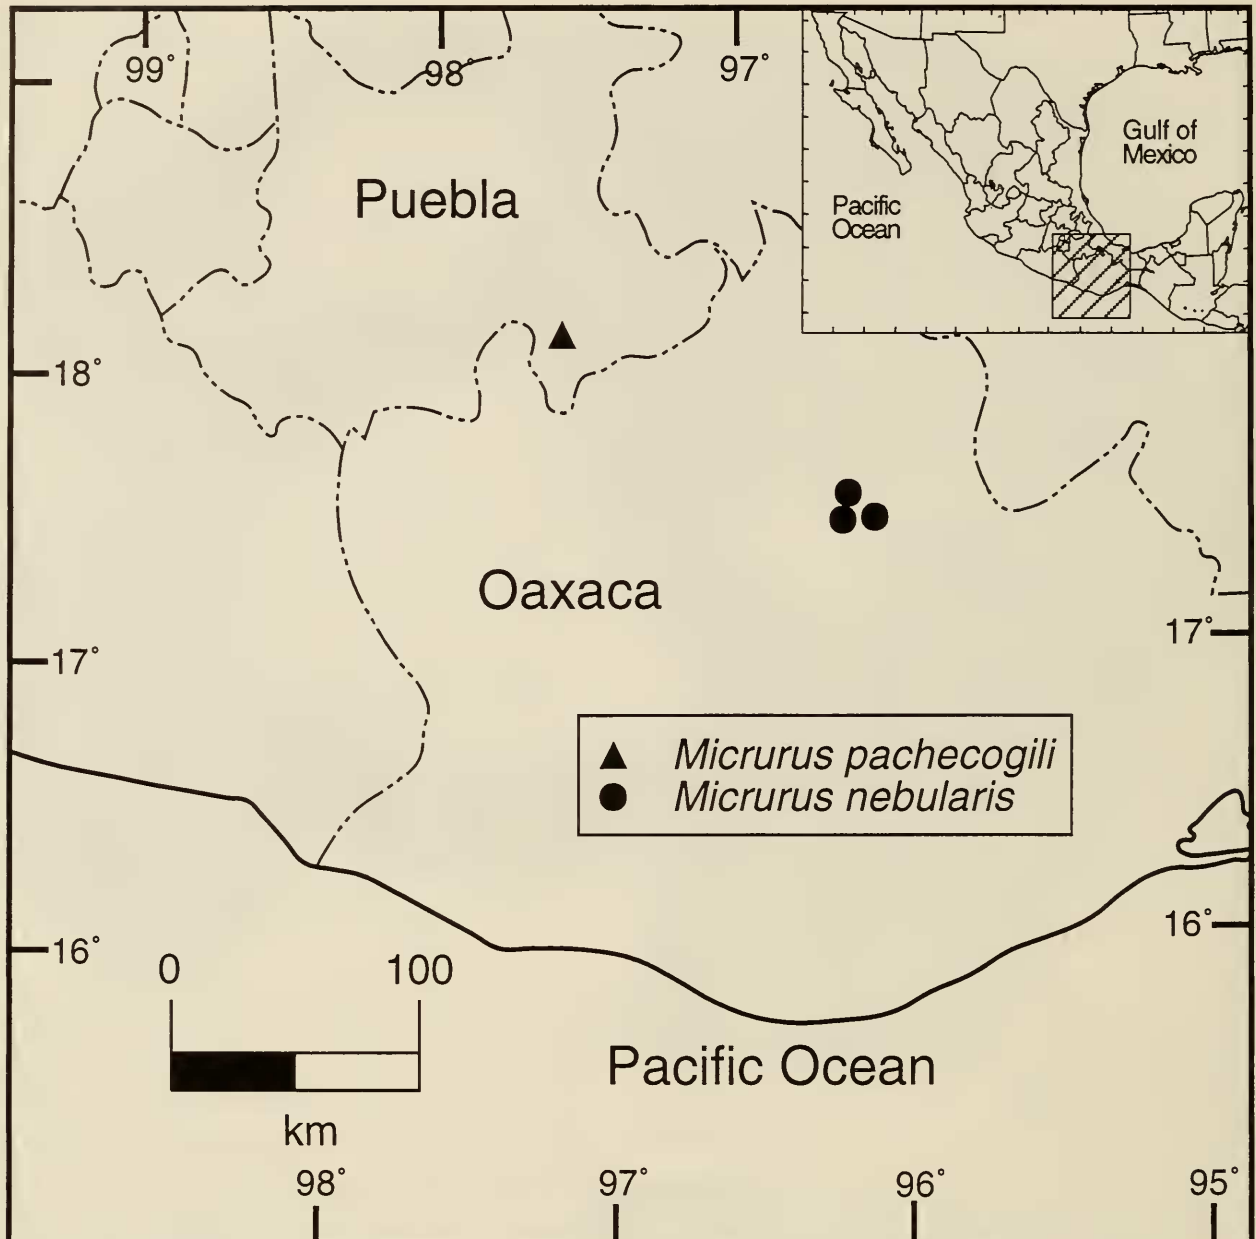 99°
98°
97°
Gulf of
Mexico
Pacific
Ocean
Puebla
18°
Oaxaca
17°
17°
Micrurus pachecogili
Micrurus nebularis
16°
16°
0 100
km
Pacific Ocean
98° 97° 96° 95°